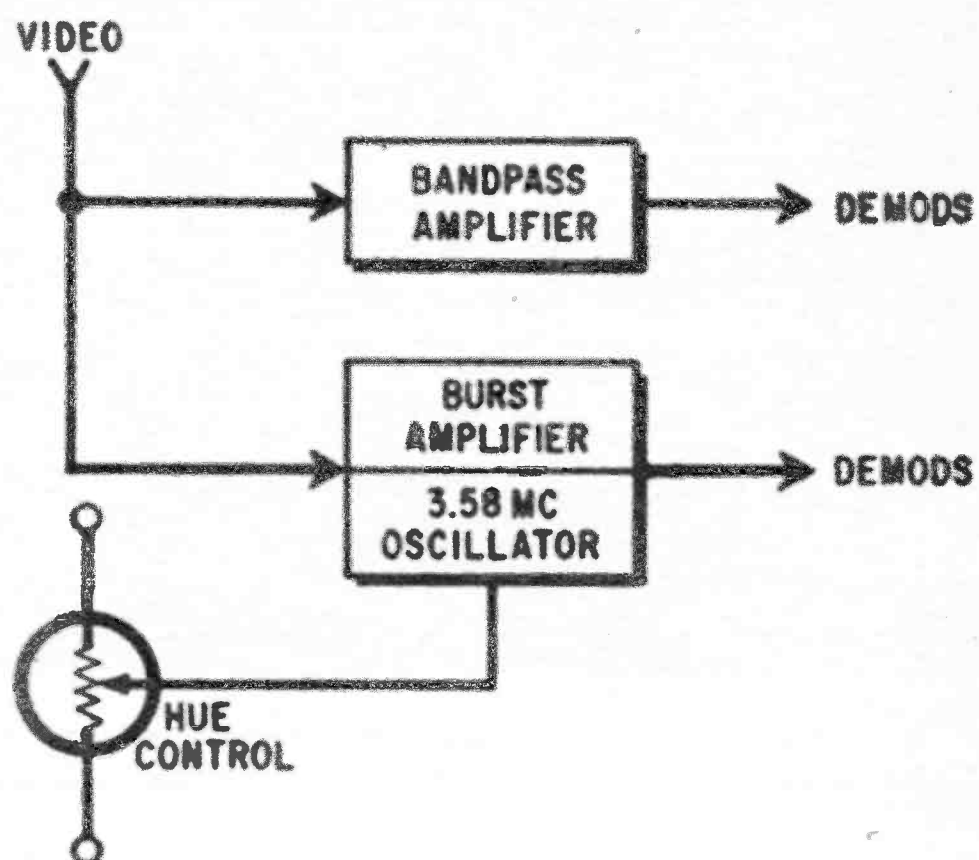 VIDEO
BANDPASS
AMPLIFIER
DEMODS
BURST
AMPLIFIER
3.58 MC
OSCILLATOR
DEMODS
HUE
CONTROL